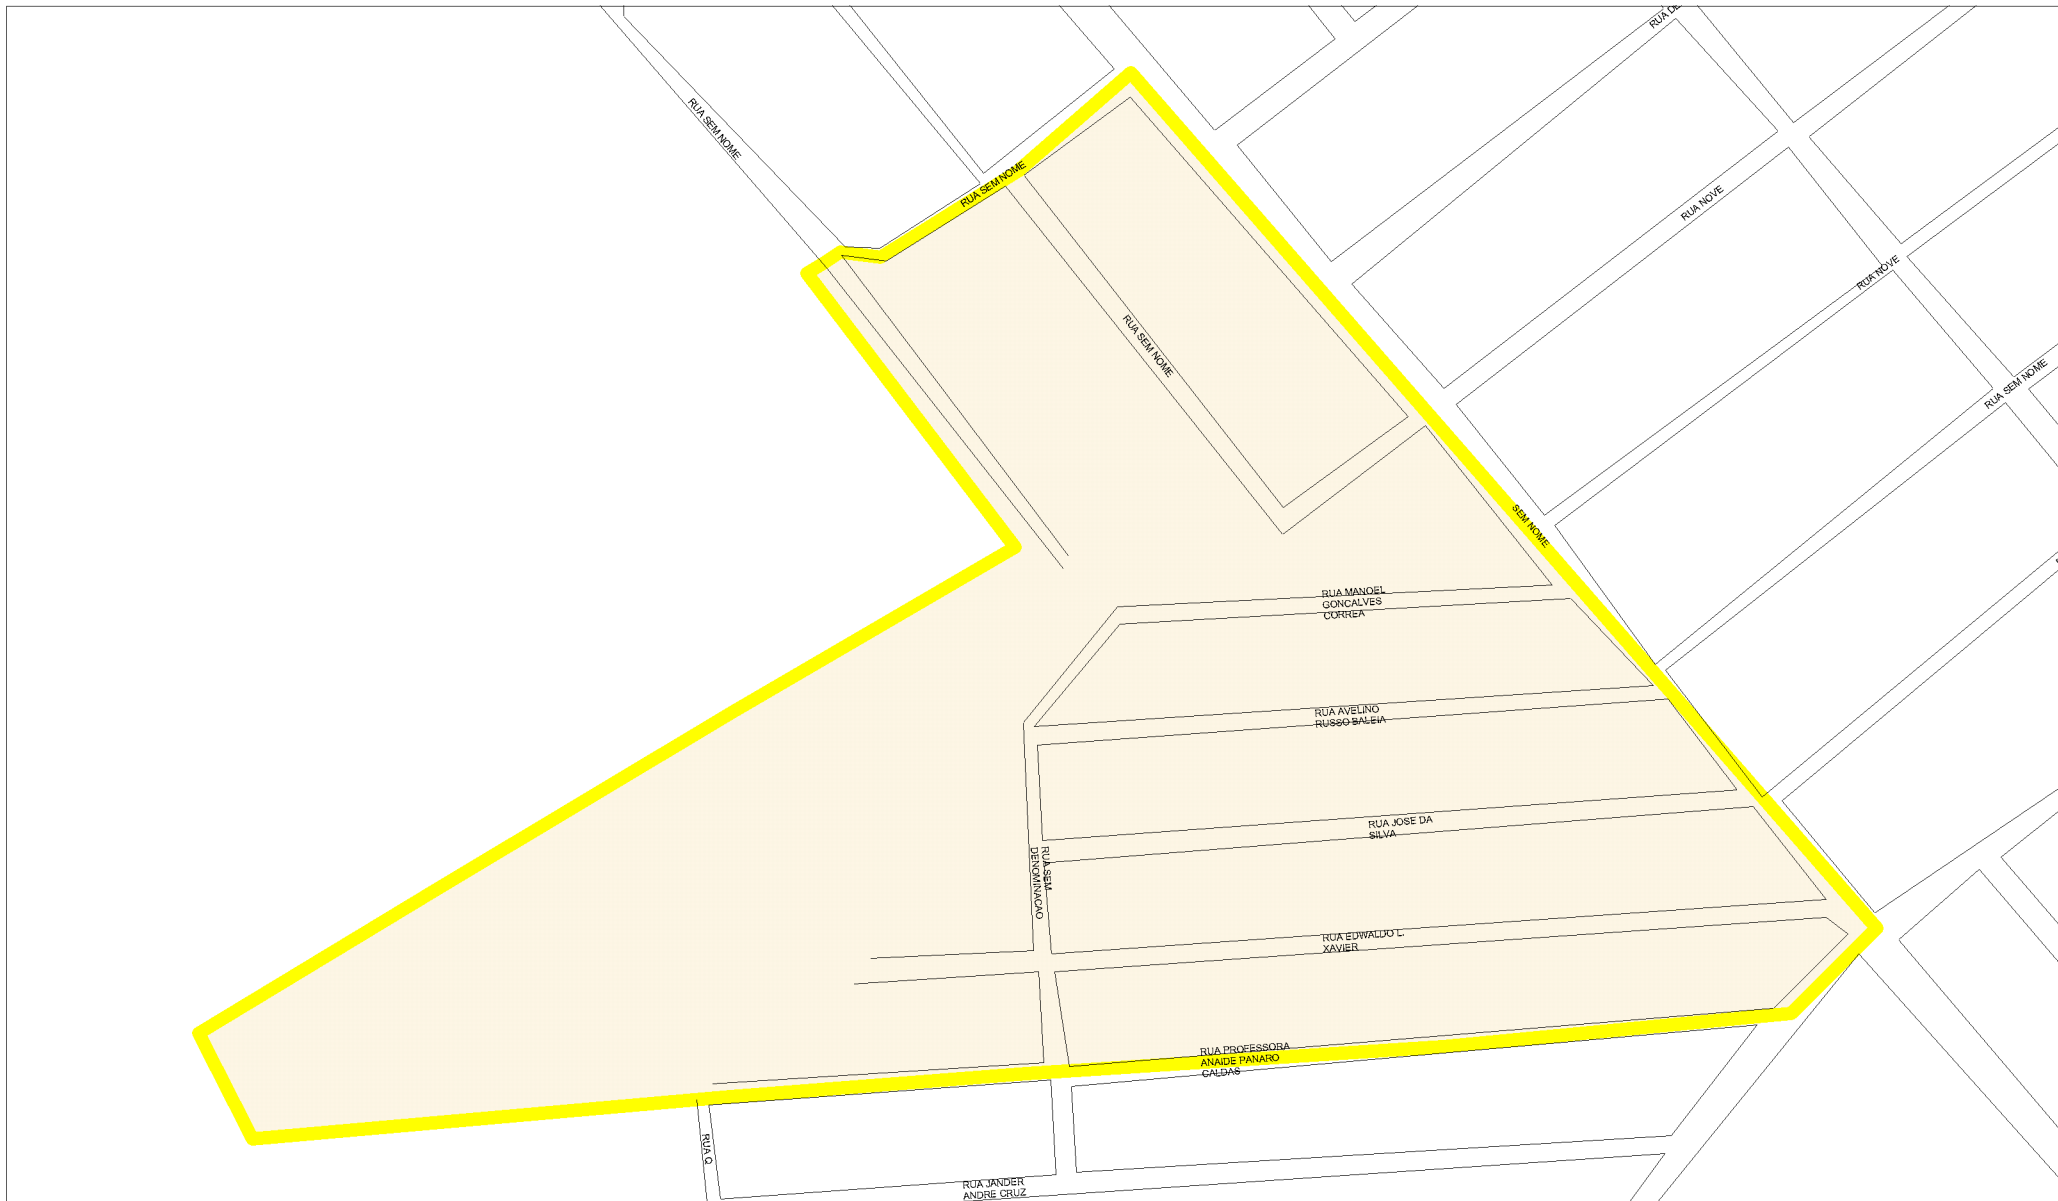 RUA DE
RUA SEM NOME
RUA SEM NOME
RUA NOVE
RUA NOVE
RUA SEM NOME
RUA SEM NOME
SEM NOME
RUA MANOEL
GONCALVES
CORREA
RUA AVELINO
RUSSO BALEIA
RUA JOSE DA
SILVA
RUA SEM
DENOMINACAO
RUA EDWALDO L.
XAVIER
RUA PROFESSORA
ANAIDE PANARO
CALDAS
RUA Q
RUA JANDER
ANDRE CRUZ